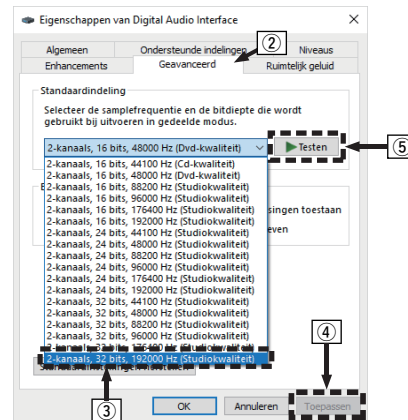 Eigenschappen van Digital Audio Interface
②
Algemeen Ondersteunde indelingen Niveaus
Enhancements Geavanceerd Ruimtelijk geluid
Standaardindeling
Selecteer de samplefrequentie en de bitdiepte die wordt
gebruikt bij uitvoeren in gedeelde modus.
2-kanaals, 16 bits, 48000 Hz (Dvd-kwaliteit) Testen ⑤
2-kanaals, 16 bits, 44100 Hz (Cd-kwaliteit)
2-kanaals, 16 bits, 48000 Hz (Dvd-kwaliteit)
2-kanaals, 16 bits, 88200 Hz (Studiokwaliteit)
2-kanaals, 16 bits, 96000 Hz (Studiokwaliteit)
2-kanaals, 16 bits, 176400 Hz (Studiokwaliteit)
2-kanaals, 16 bits, 192000 Hz (Studiokwaliteit)
2-kanaals, 24 bits, 44100 Hz (Studiokwaliteit)
2-kanaals, 24 bits, 48000 Hz (Studiokwaliteit)
2-kanaals, 24 bits, 88200 Hz (Studiokwaliteit)
2-kanaals, 24 bits, 96000 Hz (Studiokwaliteit)
2-kanaals, 24 bits, 176400 Hz (Studiokwaliteit)
2-kanaals, 24 bits, 192000 Hz (Studiokwaliteit)
2-kanaals, 32 bits, 44100 Hz (Studiokwaliteit)
2-kanaals, 32 bits, 48000 Hz (Studiokwaliteit)
2-kanaals, 32 bits, 88200 Hz (Studiokwaliteit)
2-kanaals, 32 bits, 96000 Hz (Studiokwaliteit)
2-kanaals, 32 bits, 176400 Hz (Studiokwaliteit)
2-kanaals, 32 bits, 192000 Hz (Studiokwaliteit)
singen toestaan
even
④
③
OK Annuleren Toepassen